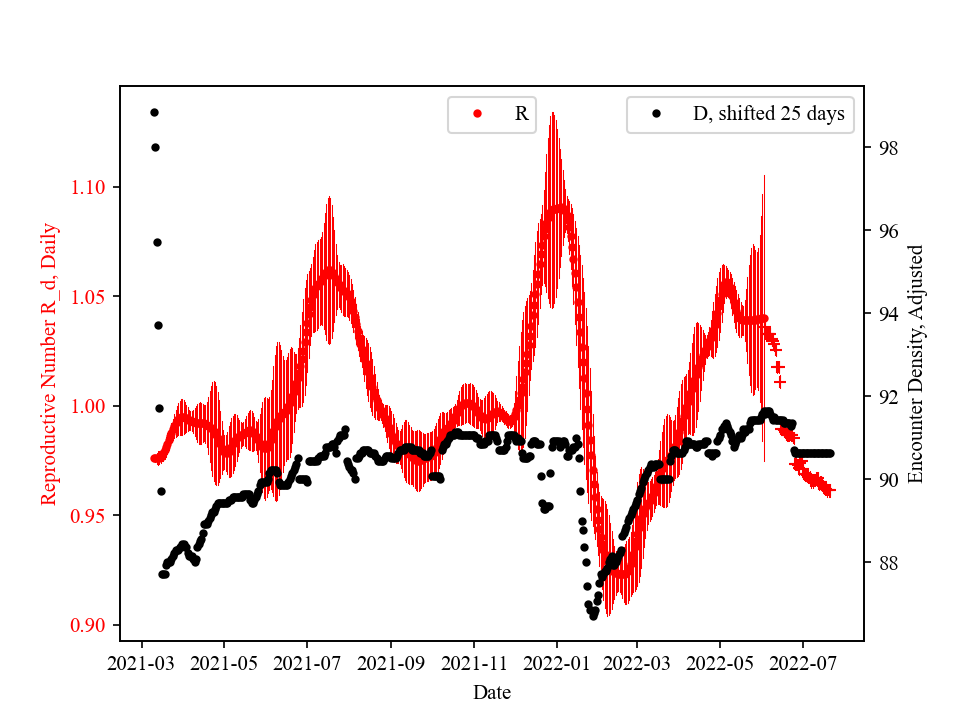 R
D, shifted 25 days
Reproductive Number R_d, Daily
1.10
1.05
1.00
0.95
0.90
98
96
94
92
90
88
Encounter Density, Adjusted
2021-03 2021-05 2021-07 2021-09 2021-11 2022-01 2022-03 2022-05 2022-07
Date